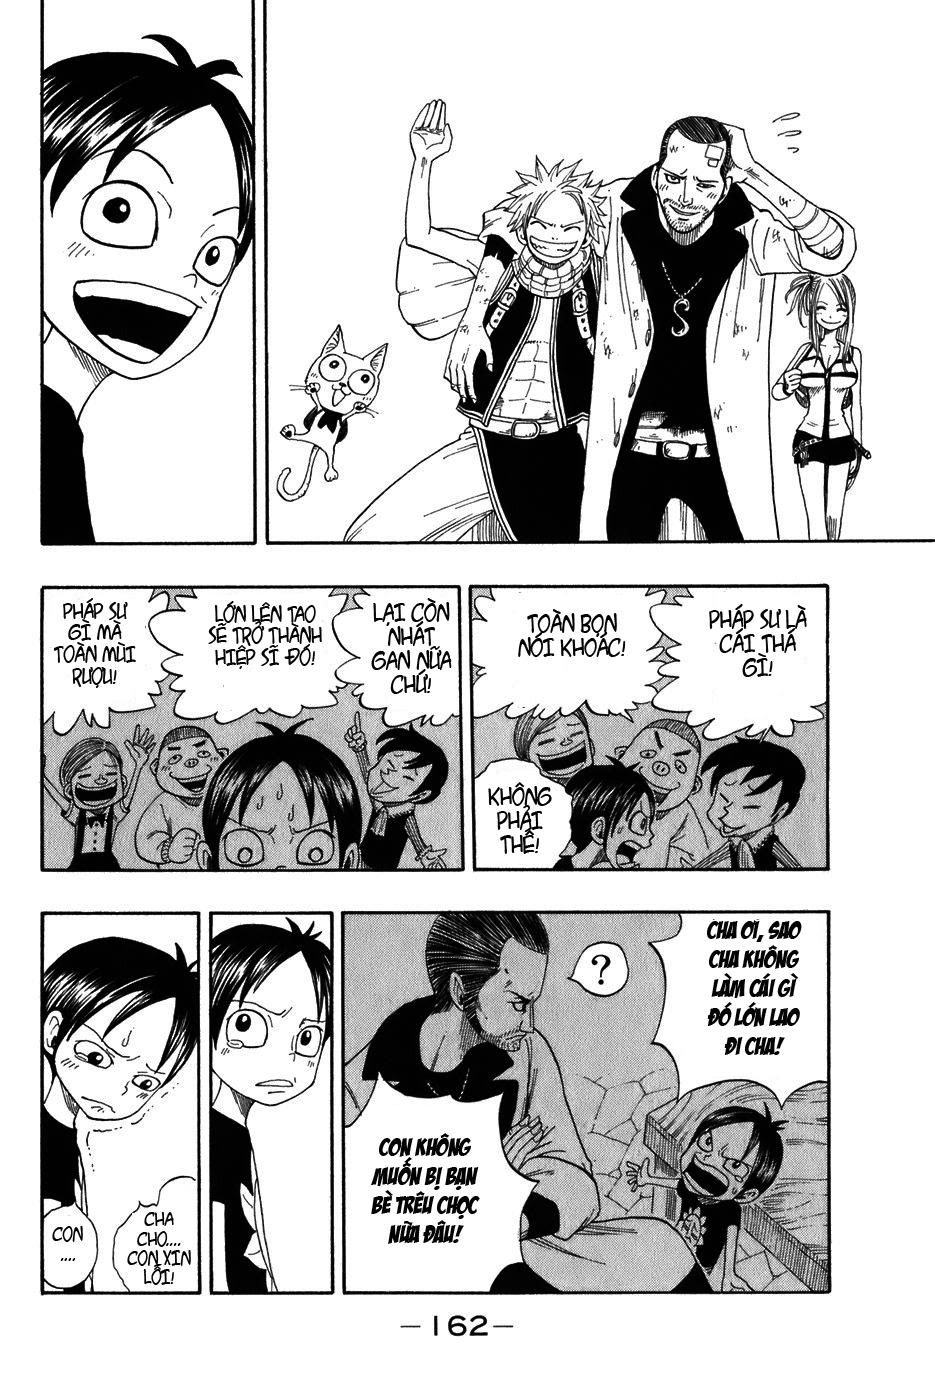 PHÁP SƯ LÀ
CÁI THÁ
GÌ!
TOÀN BỌN
NÓI KHOÁC!
KHÔNG
PHẢI
THẾ!
LẠI CÒN
NHÁT
GAN NỮA
CHỨ!
LỚN LÊN TAO
SẼ TRỞ THÀNH
HIỆP SĨ ĐÓ!
PHÁP SƯ
GÌ MÀ
TOÀN MÙI
RƯỢU!
CHA ƠI, SAO
CHA KHÔNG
LÀM CÁI GÌ
ĐÓ LỚN LAO
ĐI CHA!
?
CON KHÔNG
MUỐN BỊ BẠN
BÈ TRÊU CHỌC
NỮA ĐÂU!
CHA
CHO....
CON XIN
LỖI!
CON
....
—162—